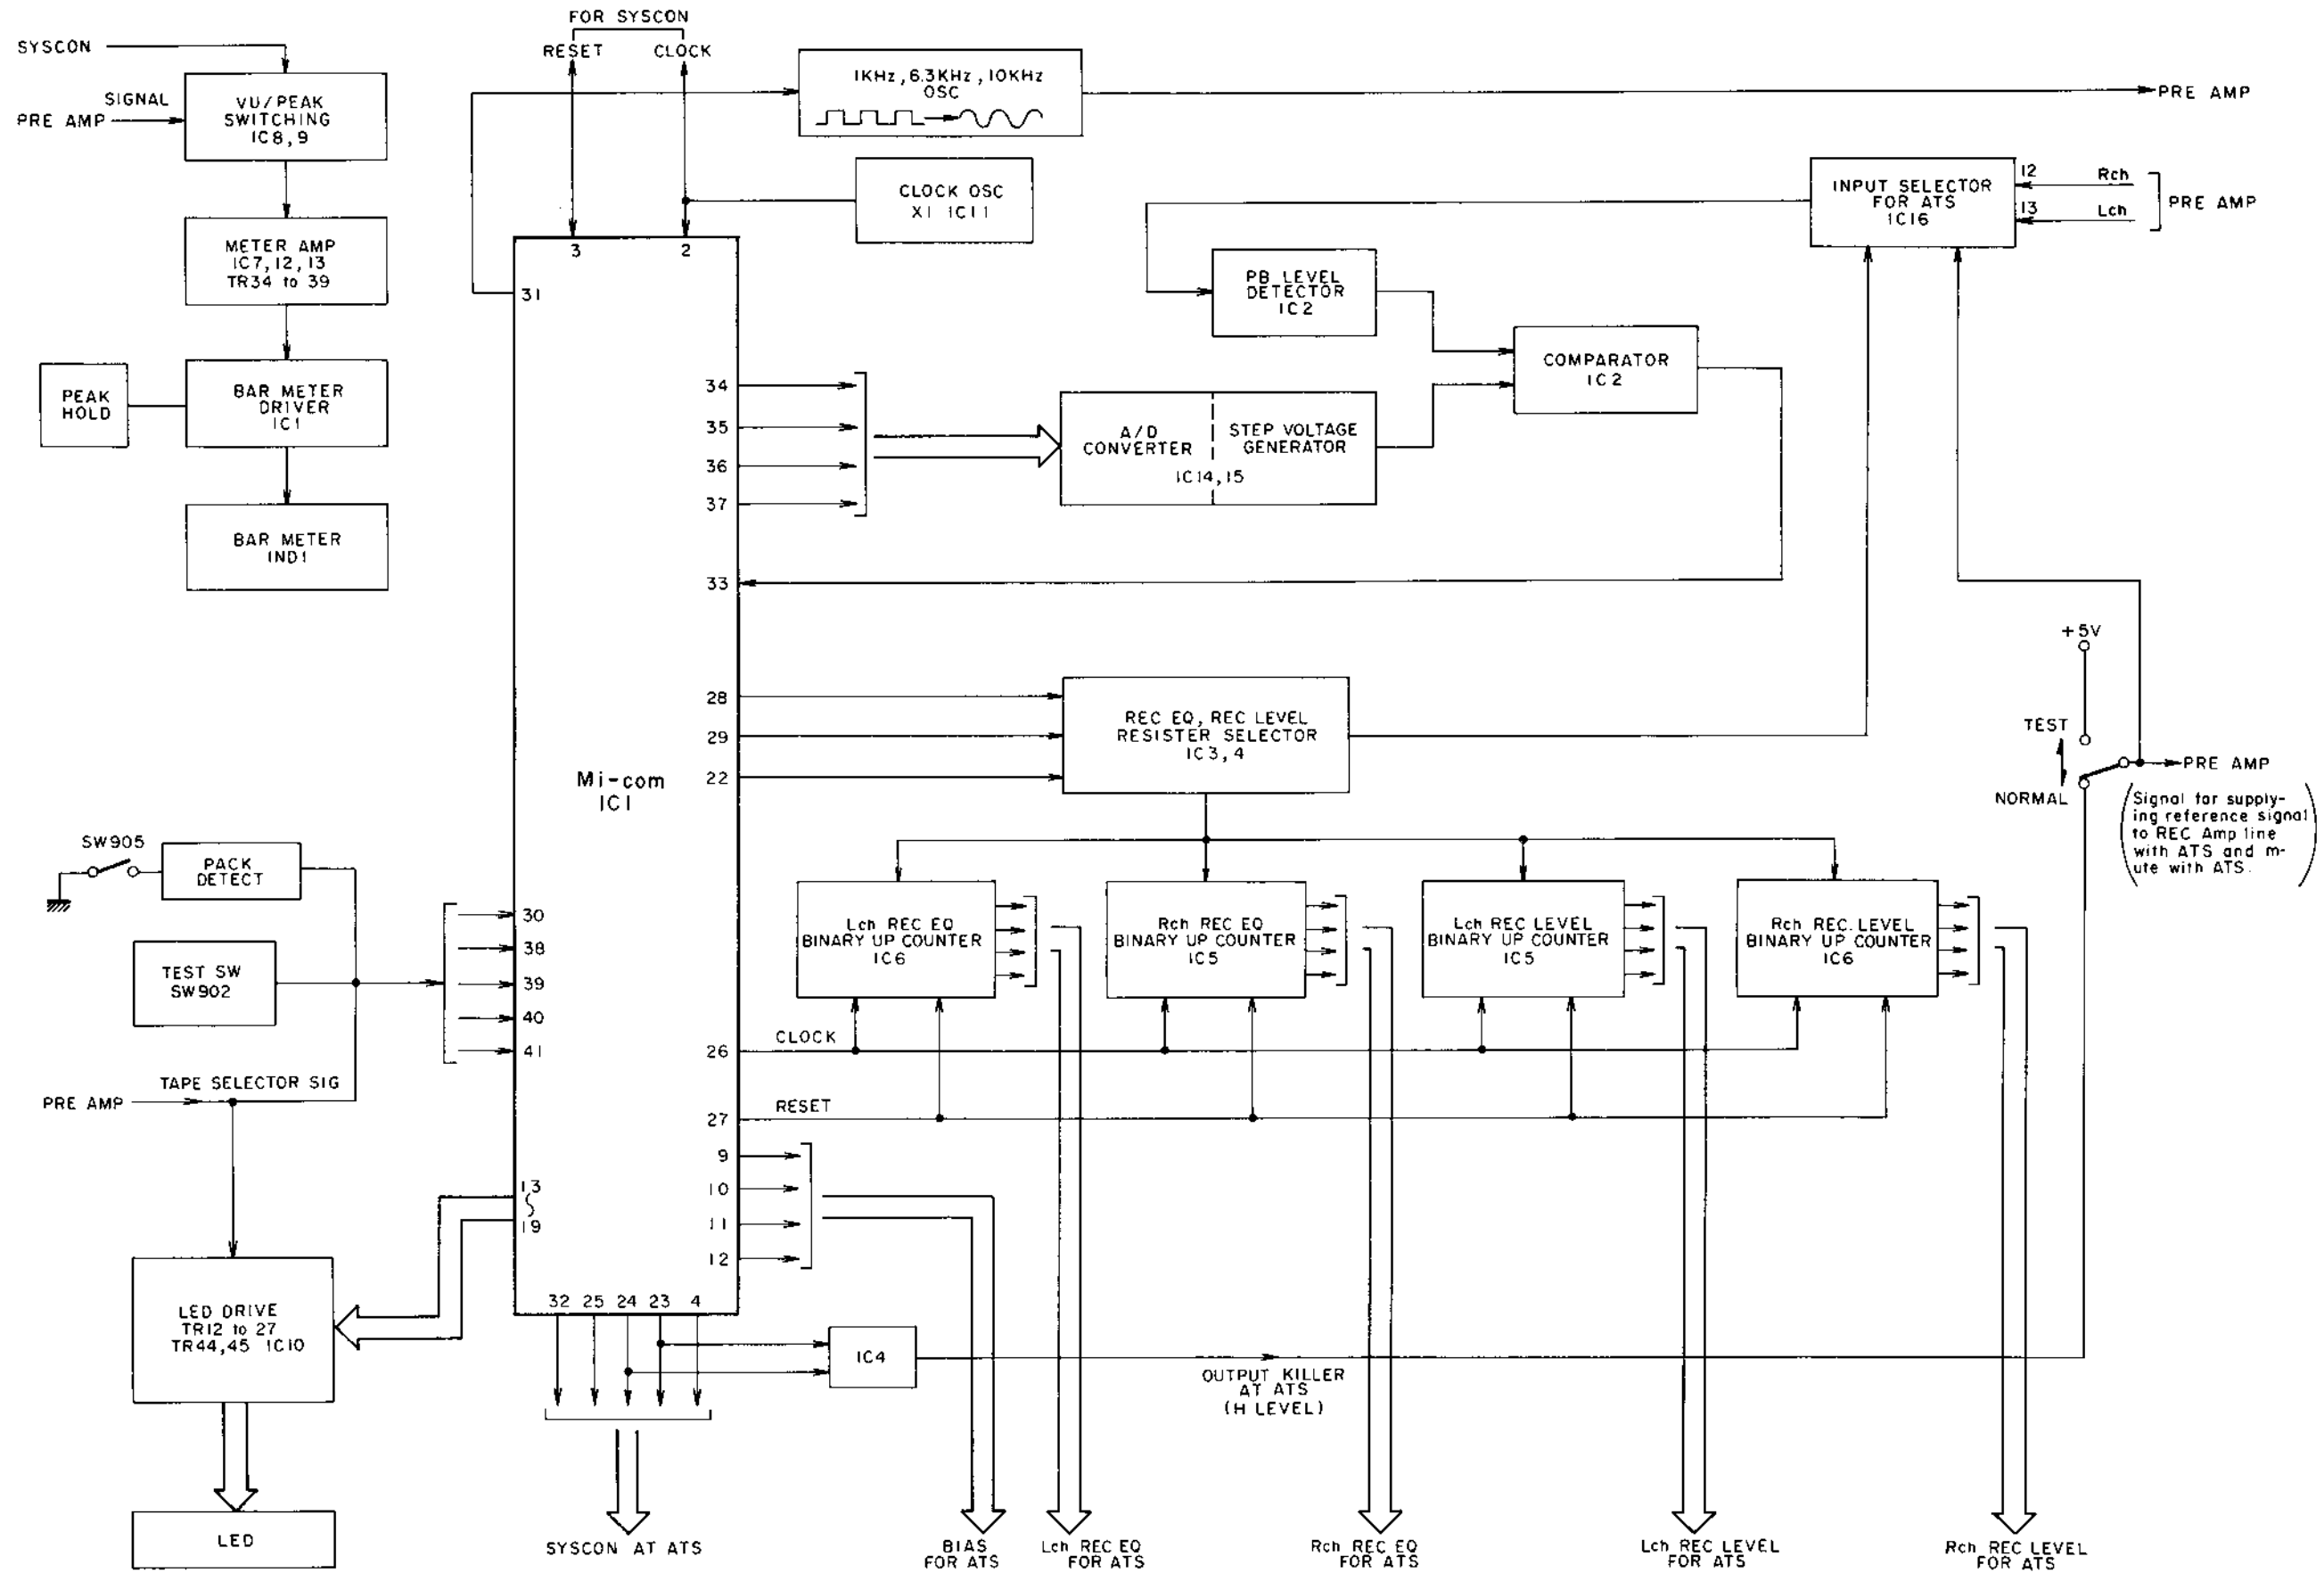 FOR SYSCON
RESET
CLOCK
SYSCON
SIGNAL
PRE AMP
VU/PEAK
SWITCHING
IC8, 9
METER AMP
IC7, 12, 13
TR34 to 39
PEAK
HOLD
BAR METER
DRIVER
IC1
BAR METER
IND1
1KHz, 6.3KHz, 10KHz
OSC
PRE AMP
CLOCK OSC
X1 IC11
INPUT SELECTOR
FOR ATS
IC16
12
Rch
13
Lch
PRE AMP
3
2
31
PB LEVEL
DETECTOR
IC2
COMPARATOR
IC2
34
35
36
37
A/D
CONVERTER
STEP VOLTAGE
GENERATOR
IC14, 15
33
+5V
TEST
NORMAL
PRE AMP
(Signal for supply-
ing reference signal
to REC Amp line
with ATS and m-
ute with ATS.)
28
29
22
REC EQ, REC LEVEL
RESISTER SELECTOR
IC3, 4
Mi-com
IC1
SW905
PACK
DETECT
TEST SW
SW902
30
38
39
40
41
TAPE SELECTOR SIG
PRE AMP
Lch REC EQ
BINARY UP COUNTER
IC6
Rch REC EQ
BINARY UP COUNTER
IC5
Lch REC LEVEL
BINARY UP COUNTER
IC5
Rch REC. LEVEL
BINARY UP COUNTER
IC6
26
CLOCK
27
RESET
9
10
11
12
13
19
LED DRIVE
TR12 to 27
TR44, 45 IC10
LED
32 25 24 23 4
IC4
OUTPUT KILLER
AT ATS
(H LEVEL)
SYSCON AT ATS
BIAS
FOR ATS
Lch REC EQ
FOR ATS
Rch REC EQ
FOR ATS
Lch REC LEVEL
FOR ATS
Rch REC LEVEL
FOR ATS